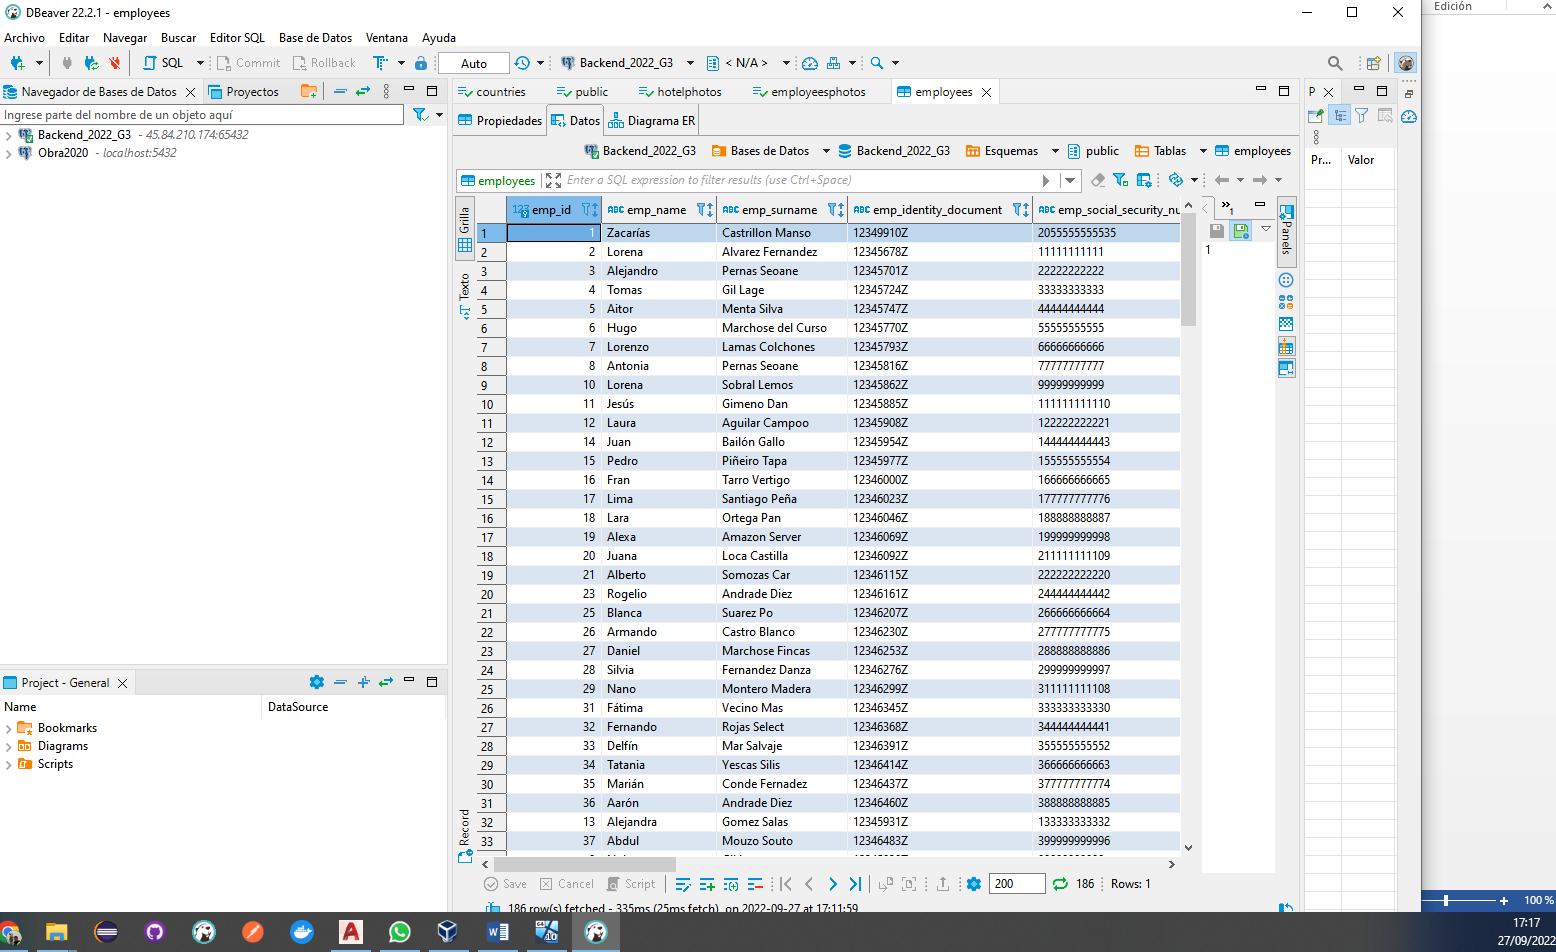 DBeaver 22.2.1 - employees
Edición
Archivo Editar Navegar Buscar Editor SQL Base de Datos Ventana Ayuda
SQL Commit Rollback Auto Backend_2022_G3 < N/A >
Navegador de Bases de Datos Proyectos
Ingrese parte del nombre de un objeto aquí
Backend_2022_G3 - 45.84.210.174:65432
Obra2020 - localhost:5432
countries public hotelphotos employeesphotos employees
Propiedades Datos Diagrama ER
Backend_2022_G3 Bases de Datos Backend_2022_G3 Esquemas public Tablas employees
employees Enter a SQL expression to filter results (use Ctrl+Space)
Grilla
Texto
Record
emp_id emp_name emp_surname emp_identity_document emp_social_security_nu
1 1 Zacarías Castrillon Manso 12349910Z 2055555555535
2 2 Lorena Alvarez Fernandez 12345678Z 11111111111
3 3 Alejandro Pernas Seoane 12345701Z 22222222222
4 4 Tomas Gil Lage 12345724Z 33333333333
5 5 Aitor Menta Silva 12345747Z 44444444444
6 6 Hugo Marchose del Curso 12345770Z 55555555555
7 7 Lorenzo Lamas Colchones 12345793Z 66666666666
8 8 Antonia Pernas Seoane 12345816Z 77777777777
9 10 Lorena Sobral Lemos 12345862Z 99999999999
10 11 Jesús Gimeno Dan 12345885Z 111111111110
11 12 Laura Aguilar Campoo 12345908Z 122222222221
12 14 Juan Bailón Gallo 12345954Z 144444444443
13 15 Pedro Piñeiro Tapa 12345977Z 155555555554
14 16 Fran Tarro Vertigo 12346000Z 166666666665
15 17 Lima Santiago Peña 12346023Z 177777777776
16 18 Lara Ortega Pan 12346046Z 188888888887
17 19 Alexa Amazon Server 12346069Z 199999999998
18 20 Juana Loca Castilla 12346092Z 211111111109
19 21 Alberto Somozas Car 12346115Z 222222222220
20 23 Rogelio Andrade Diez 12346161Z 244444444442
21 25 Blanca Suarez Po 12346207Z 266666666664
22 26 Armando Castro Blanco 12346230Z 277777777775
23 27 Daniel Marchose Fincas 12346253Z 288888888886
24 28 Silvia Fernandez Danza 12346276Z 299999999997
25 29 Nano Montero Madera 12346299Z 311111111108
26 31 Fátima Vecino Mas 12346345Z 333333333330
27 32 Fernando Rojas Select 12346368Z 344444444441
28 33 Delfín Mar Salvaje 12346391Z 355555555552
29 34 Tatania Yescas Silis 12346414Z 366666666663
30 35 Marián Conde Fernadez 12346437Z 377777777774
31 36 Aarón Andrade Diez 12346460Z 388888888885
32 13 Alejandra Gomez Salas 12345931Z 133333333332
33 37 Abdul Mouzo Souto 12346483Z 399999999996
1
Panels
P
Pr... Valor
Project - General
Name DataSource
Bookmarks
Diagrams
Scripts
Save Cancel Script 200 186 Rows: 1
186 row(s) fetched - 335ms (25ms fetch), on 2022-09-27 at 17:11:59
100 %
17:17
27/09/2022